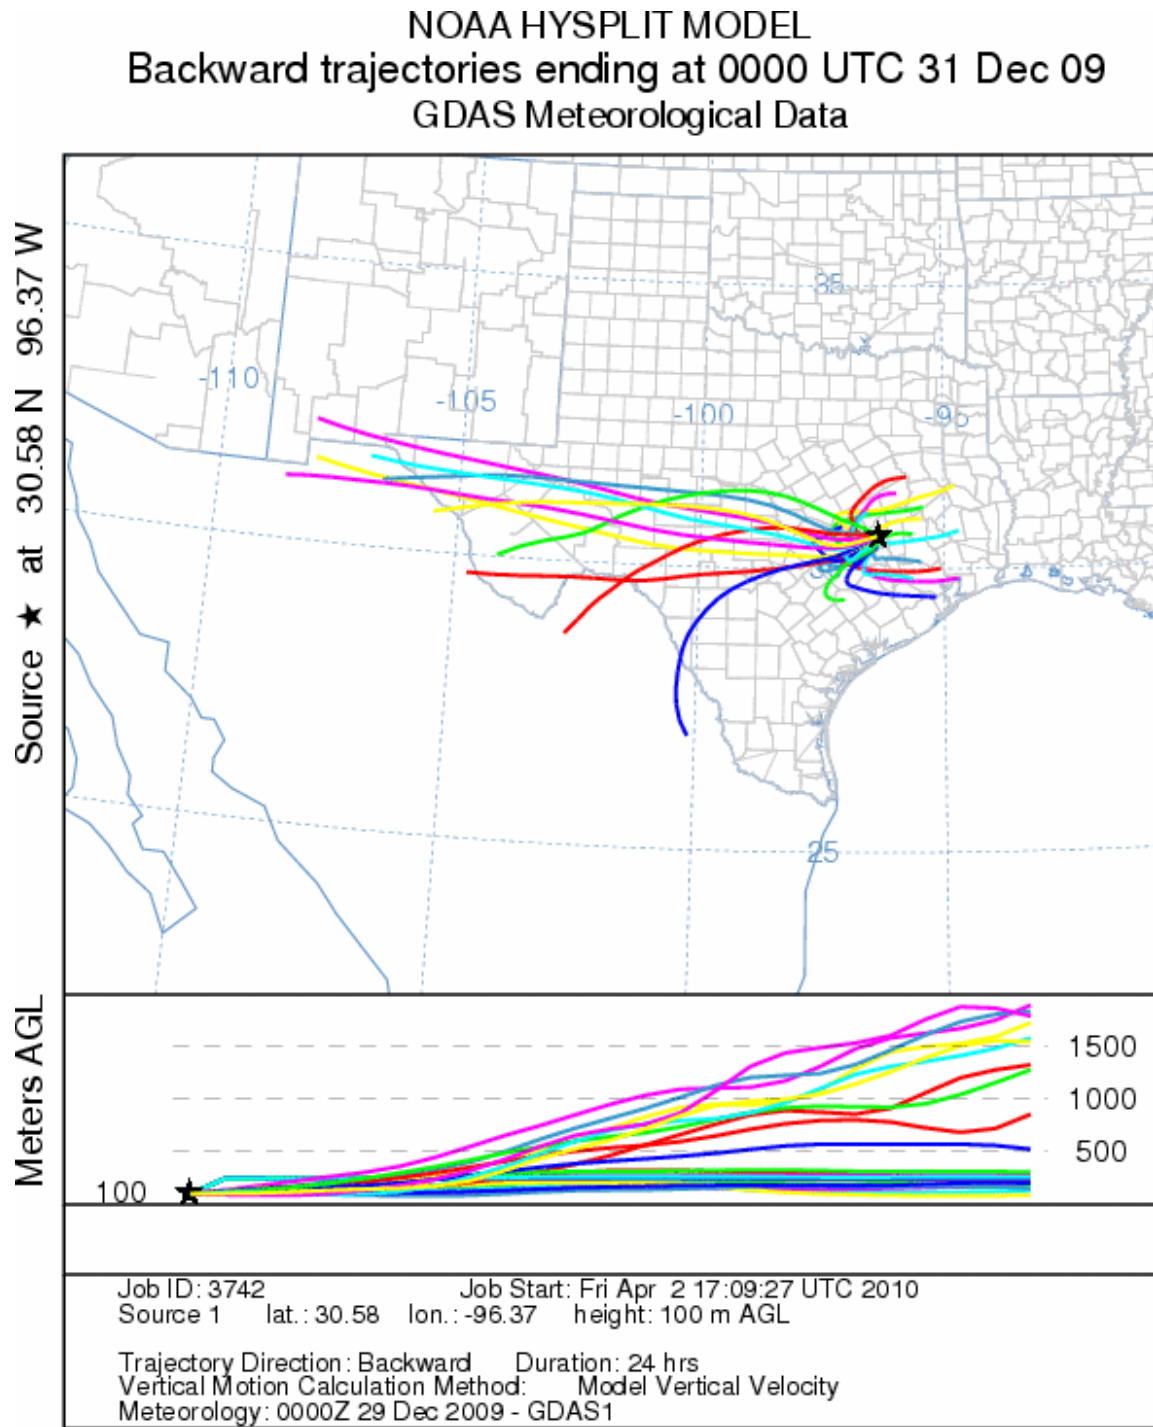 NOAA HYSPLIT MODEL
Backward trajectories ending at 0000 UTC 31 Dec 09
GDAS Meteorological Data
Source ★ at 30.58 N 96.37 W
35
-110
-105
-100
-95
25
Meters AGL
1500
1000
500
100
Job ID: 3742 Job Start: Fri Apr 2 17:09:27 UTC 2010
Source 1 lat.: 30.58 lon.: -96.37 height: 100 m AGL
Trajectory Direction: Backward Duration: 24 hrs
Vertical Motion Calculation Method: Model Vertical Velocity
Meteorology: 0000Z 29 Dec 2009 - GDAS1